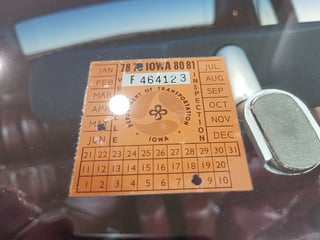 78 79 IOWA 80 81
JAN JUL
F 464123
FEB AUG
MAR SEP
DEPARTMENT OF TRANSPORTATION
INSPECTION
APR OCT
NOV
IOWA
JUNE DEC
21 22 23 24 25 26 27 28 29 30 31
11 12 13 14 15 16 17 18 19 20
1 2 3 4 5 6 7 8 9 10